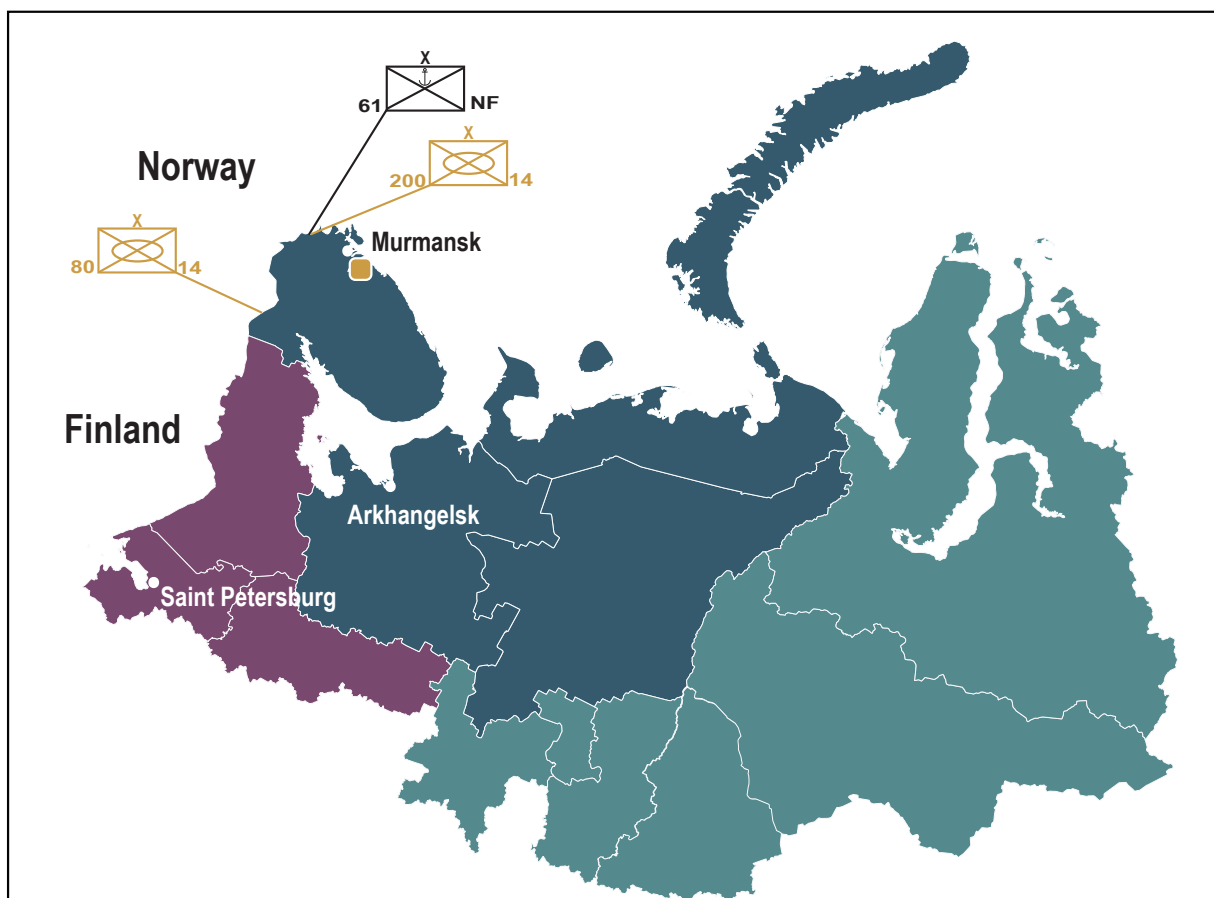 X
61 NF
X
200 14
Norway
X
80 14
Murmansk
Finland
Arkhangelsk
Saint Petersburg